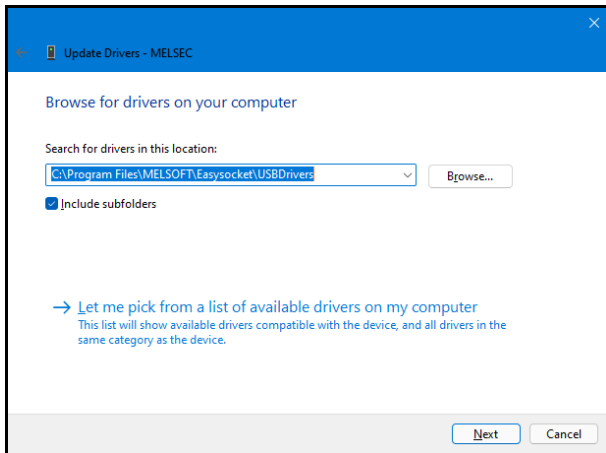 Update Drivers - MELSEC
Browse for drivers on your computer
Search for drivers in this location:
C:\Program Files\MELSOFT\Easysocket\USBDrivers
Browse...
Include subfolders
Let me pick from a list of available drivers on my computer
This list will show available drivers compatible with the device, and all drivers in the
same category as the device.
Next
Cancel